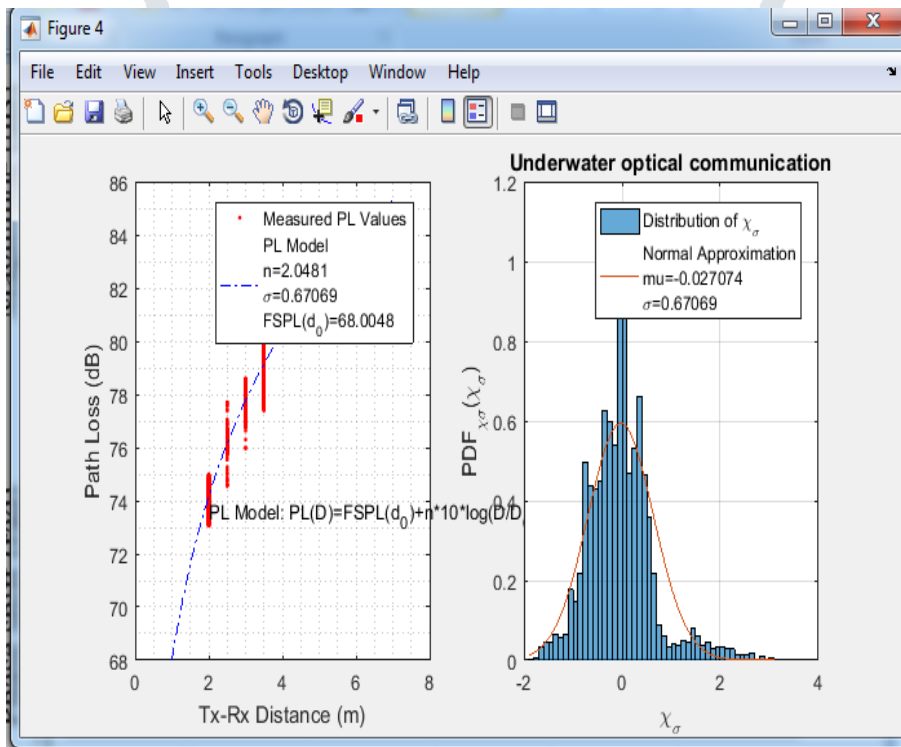 Figure 4
File Edit View Insert Tools Desktop Window Help
Underwater optical communication
86
84
82
80
78
76
74
72
70
68
0 2 4 6 8
Path Loss (dB)
Tx-Rx Distance (m)
Measured PL Values
PL Model
n=2.0481
σ=0.67069
FSPL(d₀)=68.0048
PL Model: PL(D)=FSPL(d₀)+n*10*log(D/D
1.2
1
0.8
0.6
0.4
0.2
0
-2 0 2 4
PDF_χσ(χ_σ)
χ_σ
Distribution of χ_σ
Normal Approximation
mu=-0.027074
σ=0.67069